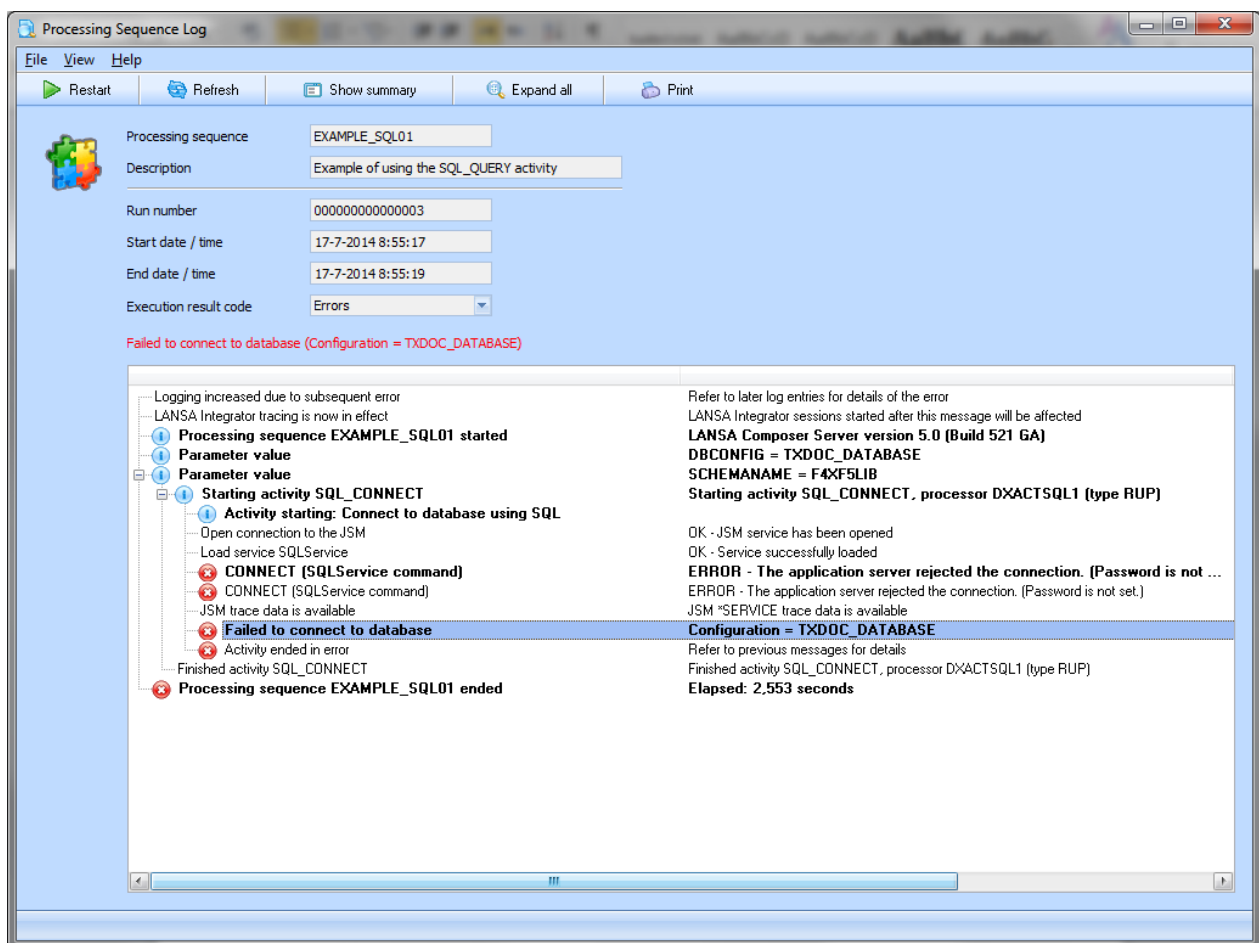 Processing Sequence Log
File View Help
Restart Refresh Show summary Expand all Print
Processing sequence EXAMPLE_SQL01
Description Example of using the SQL_QUERY activity
Run number 000000000000003
Start date / time 17-7-2014 8:55:17
End date / time 17-7-2014 8:55:19
Execution result code Errors
Failed to connect to database (Configuration = TXDOC_DATABASE)
Logging increased due to subsequent error Refer to later log entries for details of the error
LANSA Integrator tracing is now in effect LANSA Integrator sessions started after this message will be affected
Processing sequence EXAMPLE_SQL01 started LANSA Composer Server version 5.0 (Build 521 GA)
Parameter value DBCONFIG = TXDOC_DATABASE
Parameter value SCHEMANAME = F4XF5LIB
Starting activity SQL_CONNECT Starting activity SQL_CONNECT, processor DXACTSQL1 (type RUP)
Activity starting: Connect to database using SQL
Open connection to the JSM OK - JSM service has been opened
Load service SQLService OK - Service successfully loaded
CONNECT (SQLService command) ERROR - The application server rejected the connection. (Password is not ...
CONNECT (SQLService command) ERROR - The application server rejected the connection. (Password is not set.)
JSM trace data is available JSM *SERVICE trace data is available
Failed to connect to database Configuration = TXDOC_DATABASE
Activity ended in error Refer to previous messages for details
Finished activity SQL_CONNECT Finished activity SQL_CONNECT, processor DXACTSQL1 (type RUP)
Processing sequence EXAMPLE_SQL01 ended Elapsed: 2,553 seconds